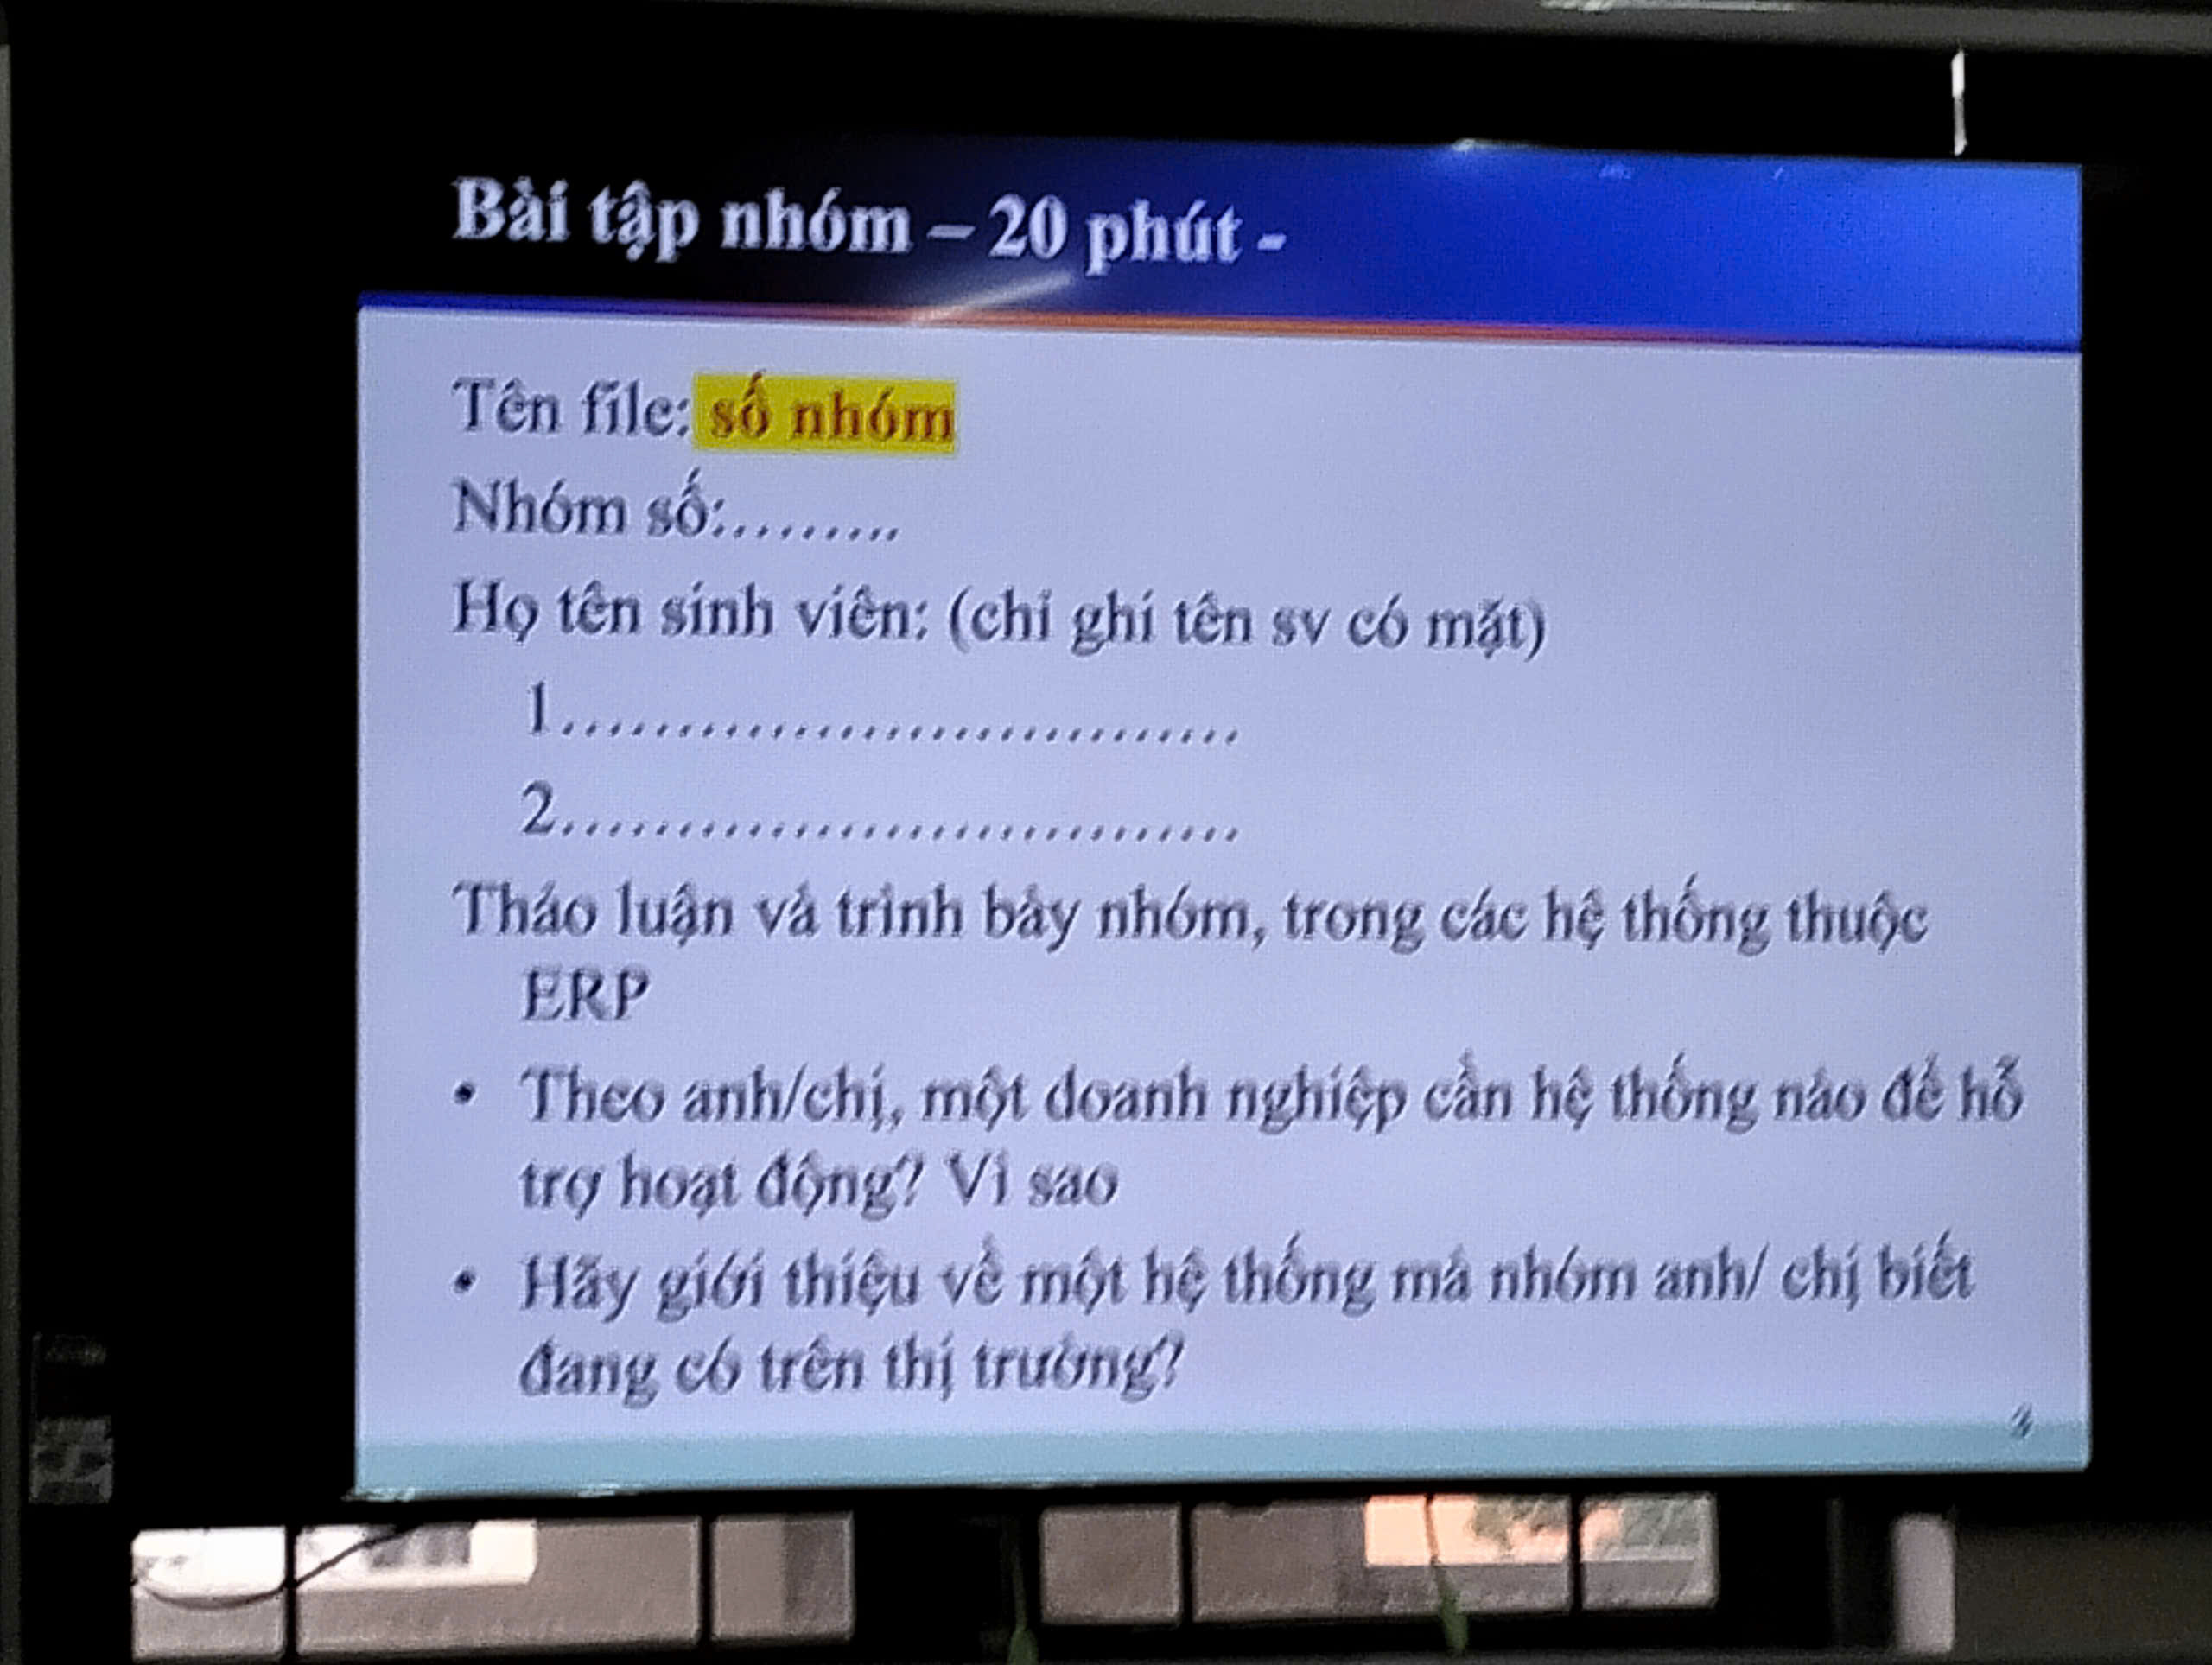 Bài tập nhóm – 20 phút -
Tên file: số nhóm
Nhóm số:.........
Họ tên sinh viên: (chỉ ghi tên sv có mặt)
1.............................
2.............................
Thảo luận và trình bày nhóm, trong các hệ thống thuộc
ERP
• Theo anh/chị, một doanh nghiệp cần hệ thống nào để hỗ
trợ hoạt động? Vì sao
• Hãy giới thiệu về một hệ thống mà nhóm anh/ chị biết
đang có trên thị trường?